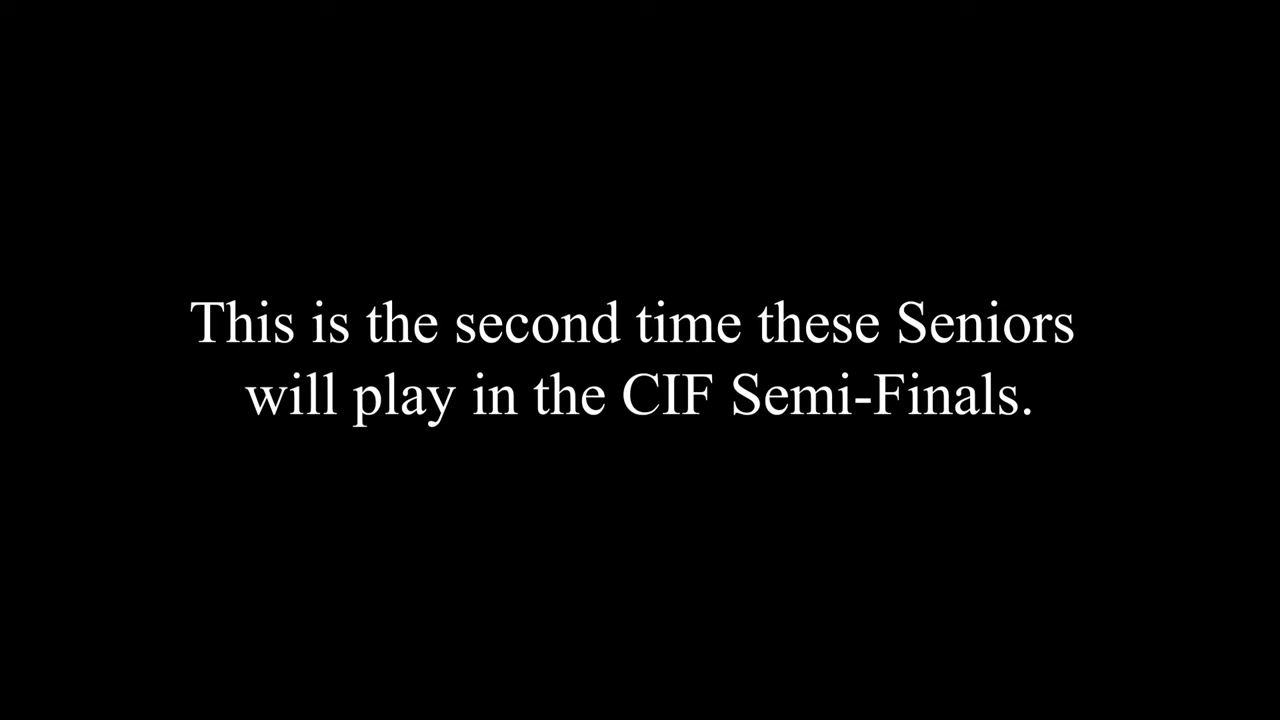 This is the second time these Seniors
will play in the CIF Semi-Finals.